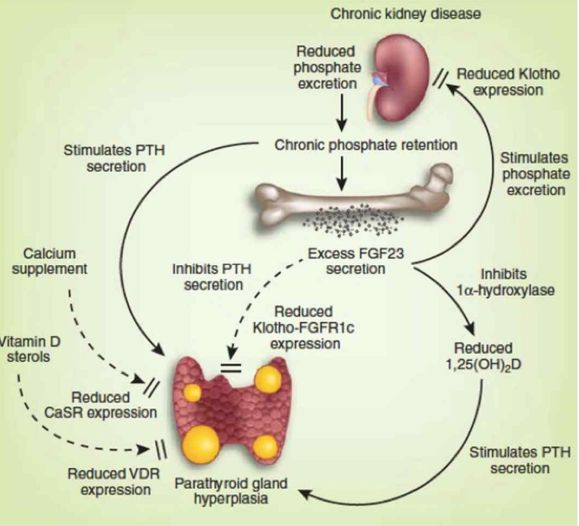 Chronic kidney disease
Reduced
phosphate
excretion
Reduced Klotho
expression
Chronic phosphate retention
Stimulates PTH
secretion
Stimulates
phosphate
excretion
Calcium
supplement
Inhibits PTH
secretion
Excess FGF23
secretion
Inhibits
1α-hydroxylase
Reduced
Klotho-FGFR1c
expression
Vitamin D
sterols
Reduced
1,25(OH)₂D
Reduced
CaSR expression
Stimulates PTH
secretion
Reduced VDR
expression
Parathyroid gland
hyperplasia